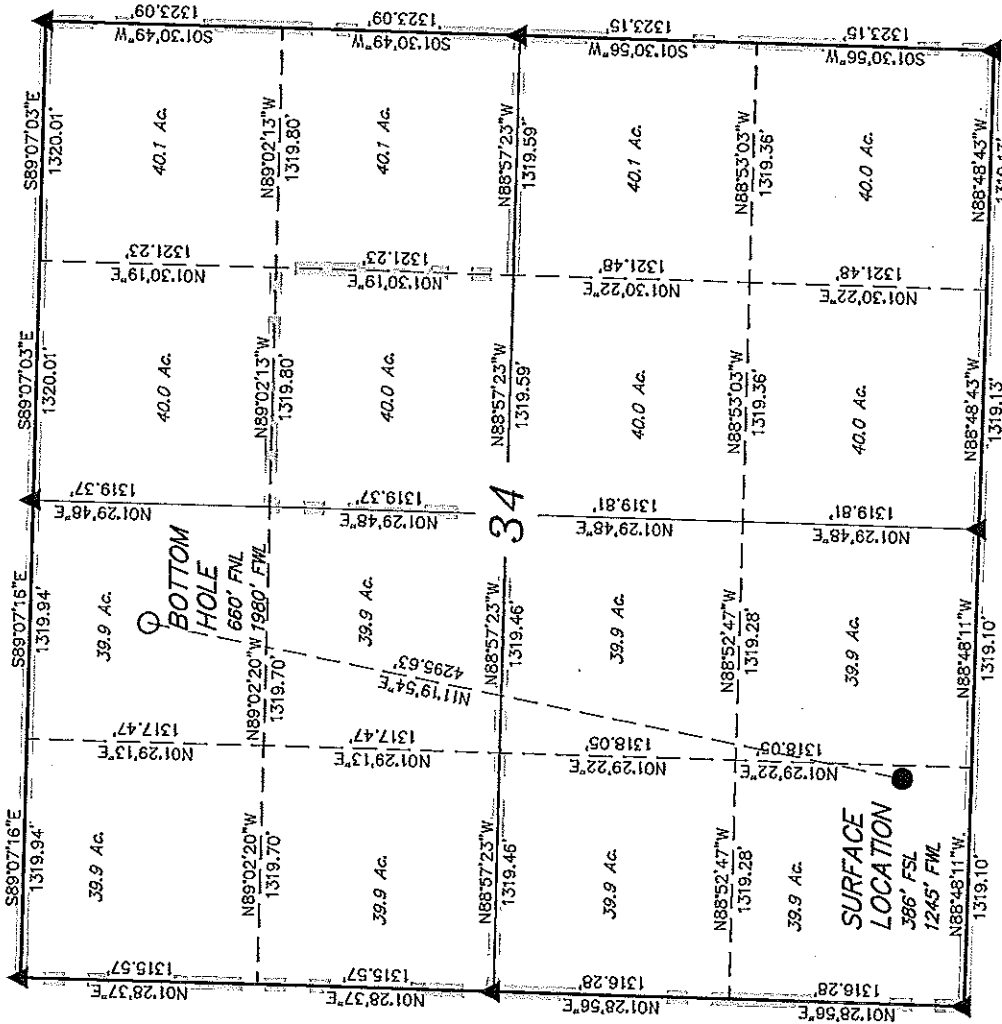 S89°07'16"E
1319.94'
S89°07'16"E
1319.94'
S89°07'03"E
1320.01'
S89°07'03"E
1320.01'
N01°28'37"E
1315.57'
39.9 Ac.
N01°29'13"E
1317.47'
39.9 Ac.
BOTTOM
HOLE
660' FNL
1980' FWL
N01°29'48"E
1319.37'
40.0 Ac.
N01°30'19"E
1321.23'
40.1 Ac.
S01°30'49"W
1323.09'
N89°02'20"W
1319.70'
N89°02'20"W
1319.70'
N89°02'13"W
1319.80'
N89°02'13"W
1319.80'
N01°28'37"E
1315.57'
39.9 Ac.
N01°29'13"E
1317.47'
N11°19'54"E
4295.63'
39.9 Ac.
N01°29'48"E
1319.37'
40.0 Ac.
N01°30'19"E
1321.23'
40.1 Ac.
S01°30'49"W
1323.09'
N88°57'23"W
1319.46'
N88°57'23"W
1319.46'
34
N88°57'23"W
1319.59'
N88°57'23"W
1319.59'
N01°28'56"E
1316.28'
39.9 Ac.
N01°29'22"E
1318.05'
39.9 Ac.
N01°29'48"E
1319.81'
40.0 Ac.
N01°30'22"E
1321.48'
40.1 Ac.
S01°30'56"W
1323.15'
N88°52'47"W
1319.28'
N88°52'47"W
1319.28'
N88°53'03"W
1319.36'
N88°53'03"W
1319.36'
N01°28'56"E
1316.28'
39.9 Ac.
SURFACE
LOCATION
386' FSL
1245' FWL
N01°29'22"E
1318.05'
39.9 Ac.
N01°29'48"E
1319.81'
40.0 Ac.
N01°30'22"E
1321.48'
40.0 Ac.
S01°30'56"W
1323.15'
N88°48'11"W
1319.10'
N88°48'11"W
1319.10'
N88°48'43"W
1319.13'
N88°48'43"W